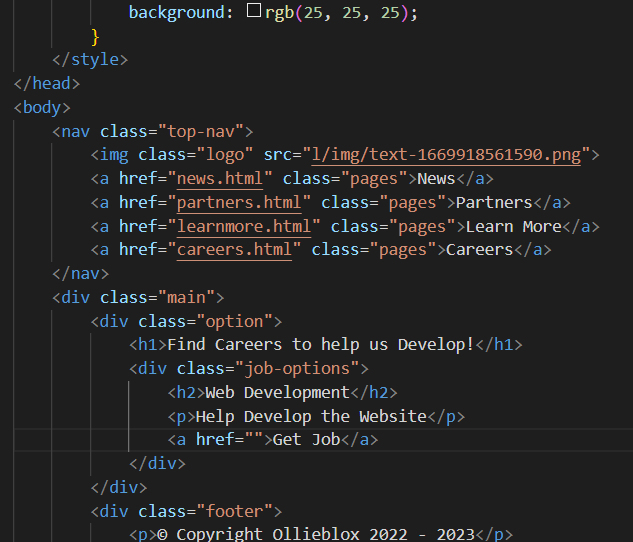 background: rgb(25, 25, 25);
}
</style>
</head>
<body>
<nav class="top-nav">
<img class="logo" src="l/img/text-1669918561590.png">
<a href="news.html" class="pages">News</a>
<a href="partners.html" class="pages">Partners</a>
<a href="learnmore.html" class="pages">Learn More</a>
<a href="careers.html" class="pages">Careers</a>
</nav>
<div class="main">
<div class="option">
<h1>Find Careers to help us Develop!</h1>
<div class="job-options">
<h2>Web Development</h2>
<p>Help Develop the Website</p>
<a href="">Get Job</a>
</div>
</div>
<div class="footer">
<p>© Copyright Ollieblox 2022 - 2023</p>